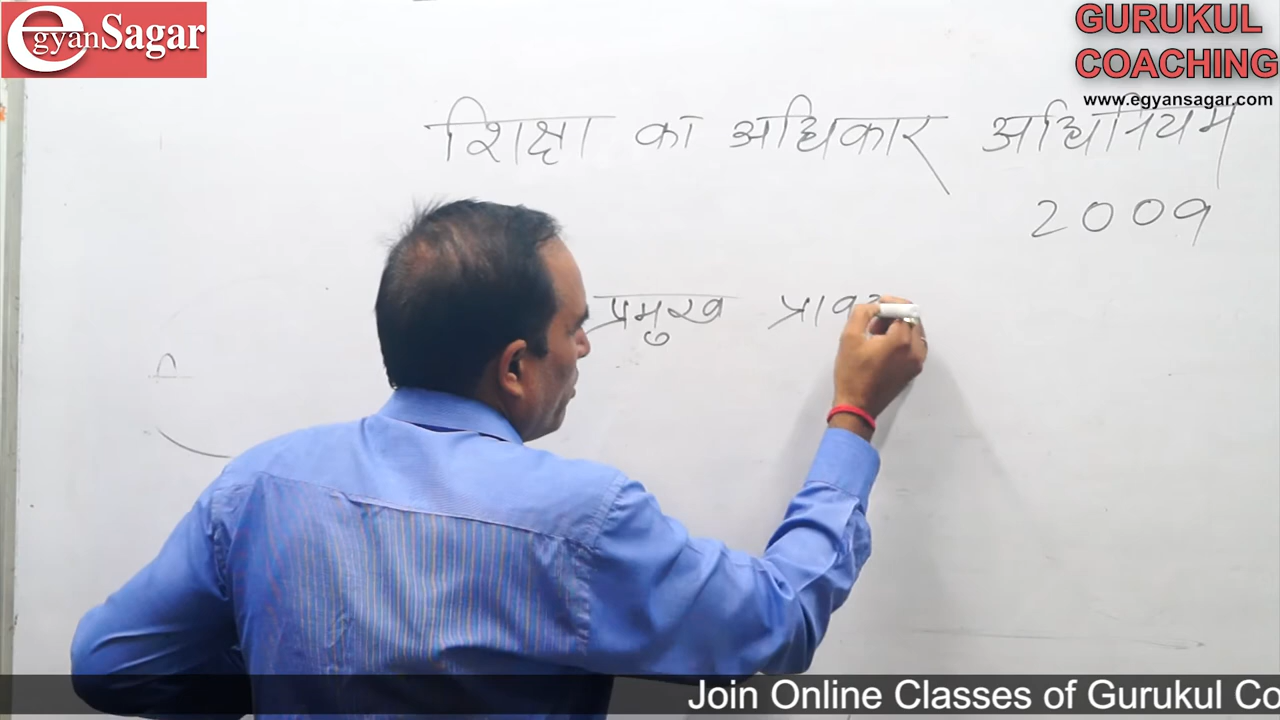 egyanSagar
GURUKUL
COACHING
www.egyansagar.com
शिक्षा का अधिकार अधिनियम
2009
प्रमुख
Join Online Classes of Gurukul Co